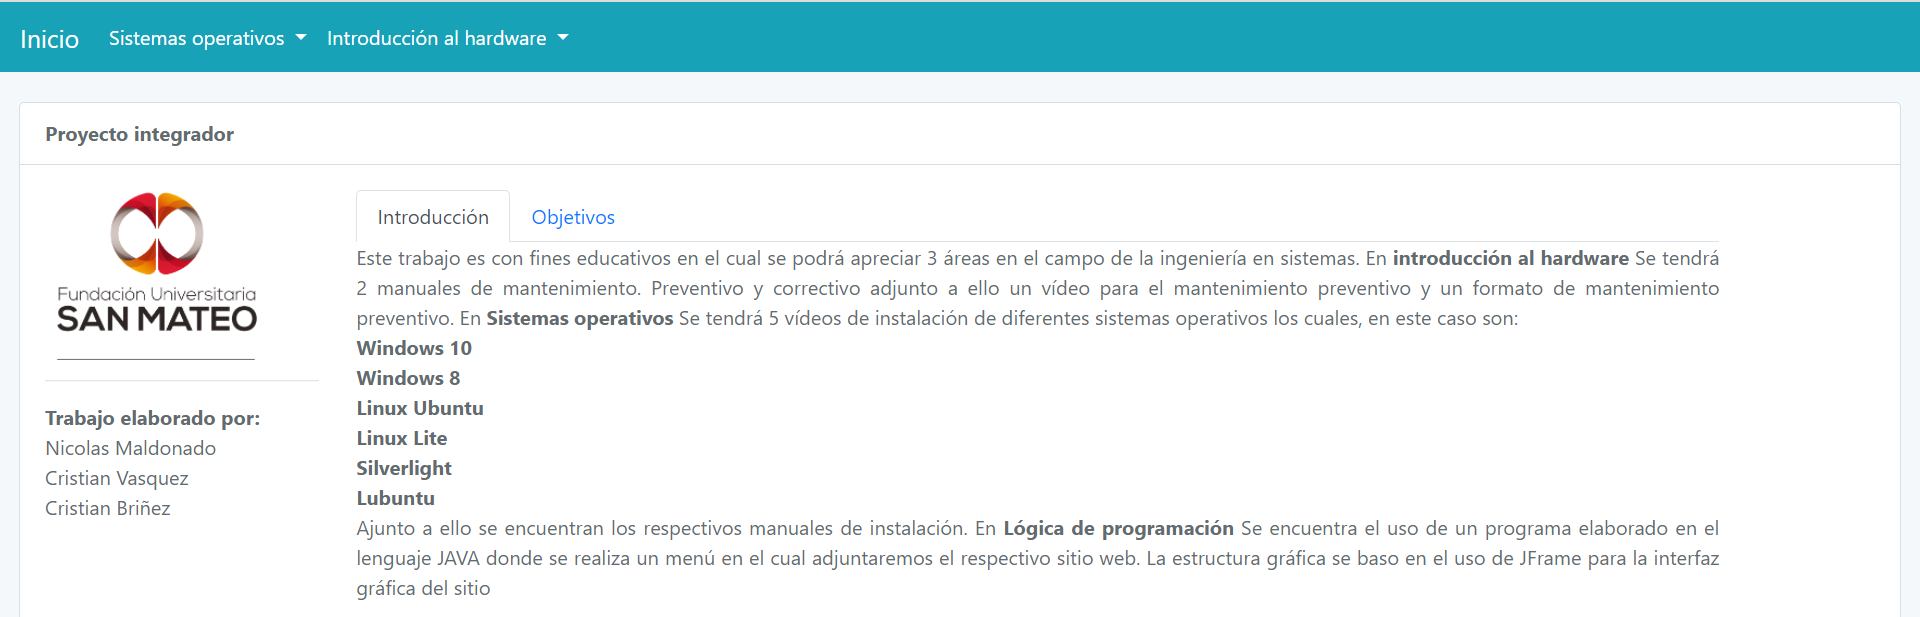 Inicio Sistemas operativos Introducción al hardware
Proyecto integrador
Fundación Universitaria
SAN MATEO
Trabajo elaborado por:
Nicolas Maldonado
Cristian Vasquez
Cristian Briñez
Introducción Objetivos
Este trabajo es con fines educativos en el cual se podrá apreciar 3 áreas en el campo de la ingeniería en sistemas. En introducción al hardware Se tendrá
2 manuales de mantenimiento. Preventivo y correctivo adjunto a ello un vídeo para el mantenimiento preventivo y un formato de mantenimiento
preventivo. En Sistemas operativos Se tendrá 5 vídeos de instalación de diferentes sistemas operativos los cuales, en este caso son:
Windows 10
Windows 8
Linux Ubuntu
Linux Lite
Silverlight
Lubuntu
Ajunto a ello se encuentran los respectivos manuales de instalación. En Lógica de programación Se encuentra el uso de un programa elaborado en el
lenguaje JAVA donde se realiza un menú en el cual adjuntaremos el respectivo sitio web. La estructura gráfica se baso en el uso de JFrame para la interfaz
gráfica del sitio